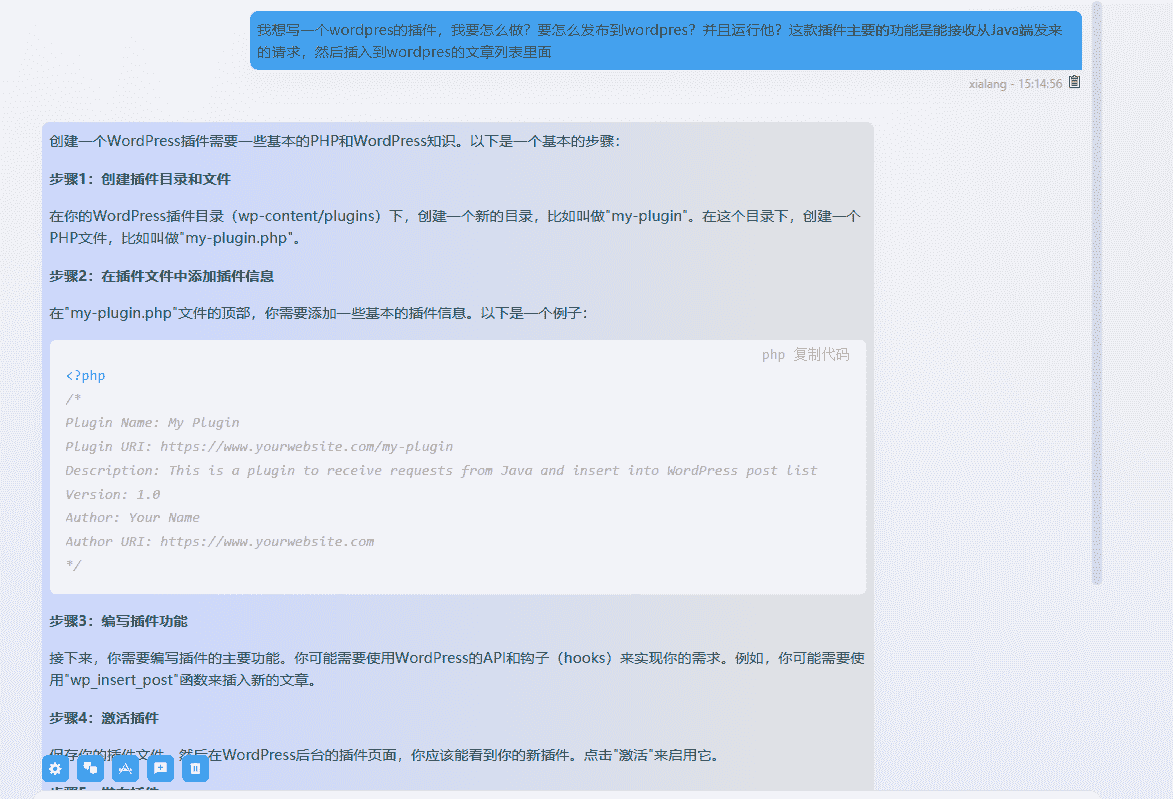 我想写一个wordpres的插件，我要怎么做？要怎么发布到wordpres？并且运行他？这款插件主要的功能是能接收从Java端发来
的请求，然后插入到wordpres的文章列表里面
xialang - 15:14:56
创建一个WordPress插件需要一些基本的PHP和WordPress知识。以下是一个基本的步骤：
步骤1：创建插件目录和文件
在你的WordPress插件目录（wp-content/plugins）下，创建一个新的目录，比如叫做"my-plugin"。在这个目录下，创建一个
PHP文件，比如叫做"my-plugin.php"。
步骤2：在插件文件中添加插件信息
在"my-plugin.php"文件的顶部，你需要添加一些基本的插件信息。以下是一个例子：
php 复制代码
<?php
/*
Plugin Name: My Plugin
Plugin URI: https://www.yourwebsite.com/my-plugin
Description: This is a plugin to receive requests from Java and insert into WordPress post list
Version: 1.0
Author: Your Name
Author URI: https://www.yourwebsite.com
*/
步骤3：编写插件功能
接下来，你需要编写插件的主要功能。你可能需要使用WordPress的API和钩子（hooks）来实现你的需求。例如，你可能需要使
用"wp_insert_post"函数来插入新的文章。
步骤4：激活插件
保存你的插件文件，然后在WordPress后台的插件页面，你应该能看到你的新插件。点击"激活"来启用它。